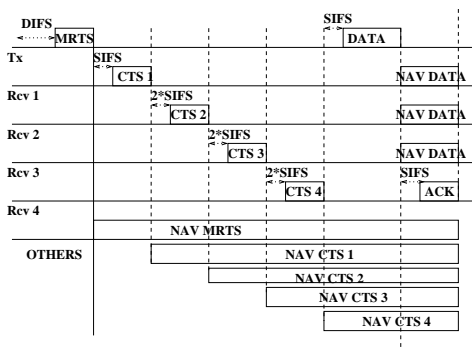 DIFS
SIFS
MRTS
DATA
Tx
SIFS
CTS 1
NAV DATA
Rcv 1
2*SIFS
CTS 2
NAV DATA
Rcv 2
2*SIFS
CTS 3
NAV DATA
Rcv 3
2*SIFS
SIFS
CTS 4
ACK
Rcv 4
NAV MRTS
OTHERS
NAV CTS 1
NAV CTS 2
NAV CTS 3
NAV CTS 4